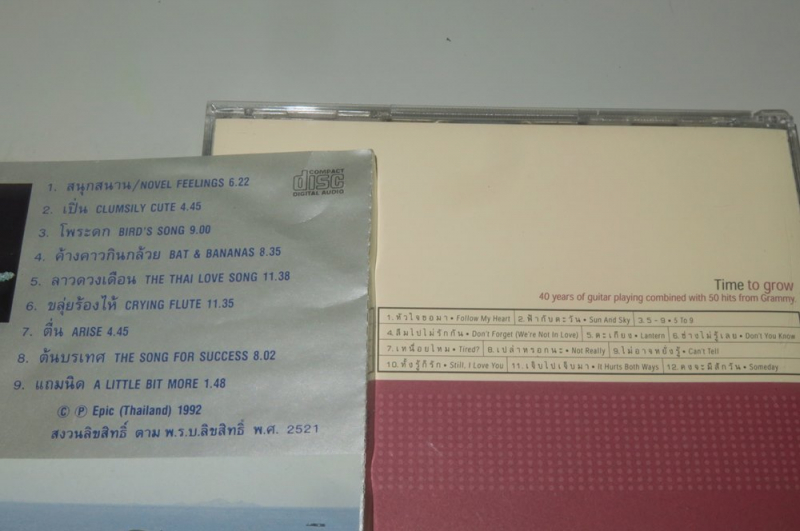 1. สนุกสนาน/NOVEL FEELINGS 6.22
2. เปิ่น CLUMSILY CUTE 4.45
3. โพระดก BIRD'S SONG 9.00
4. ค้างคาวกินกล้วย BAT & BANANAS 8.35
5. ลาวดวงเดือน THE THAI LOVE SONG 11.38
6. ขลุ่ยร้องไห้ CRYING FLUTE 11.35
7. ตื่น ARISE 4.45
8. ต้นบรเทศ THE SONG FOR SUCCESS 8.02
9. แถมนิด A LITTLE BIT MORE 1.48
© ℗ Epic (Thailand) 1992
สงวนลิขสิทธิ์ ตาม พ.ร.บ.ลิขสิทธิ์ พ.ศ. 2521
COMPACT
disc
DIGITAL AUDIO
Time to grow
40 years of guitar playing combined with 50 hits from Grammy
1. หัวใจขอมา • Follow My Heart 2. ฟ้ากับตะวัน • Sun And Sky 3. 5 - 9 • 5 To 9
4. ลืมไปไม่รักกัน • Don't Forget (We're Not In Love) 5. ตะเกียง • Lantern 6. ช่างไม่รู้เลย • Don't You Know
7. เหนื่อยไหม • Tired? 8. เปล่าหรอกนะ • Not Really 9. ไม่อาจหยั่งรู้ • Can't Tell
10. ทั้งรู้ก็รัก • Still, I Love You 11. เจ็บไปเจ็บมา • It Hurts Both Ways 12. คงจะมีสักวัน • Someday